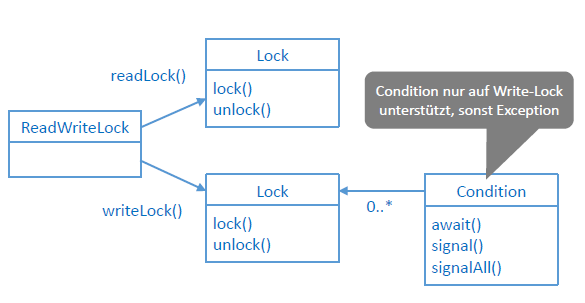 Lock
readLock()
lock()
unlock()
Condition nur auf Write-Lock
unterstützt, sonst Exception
ReadWriteLock
Lock
Condition
writeLock()
0..*
lock()
unlock()
await()
signal()
signalAll()